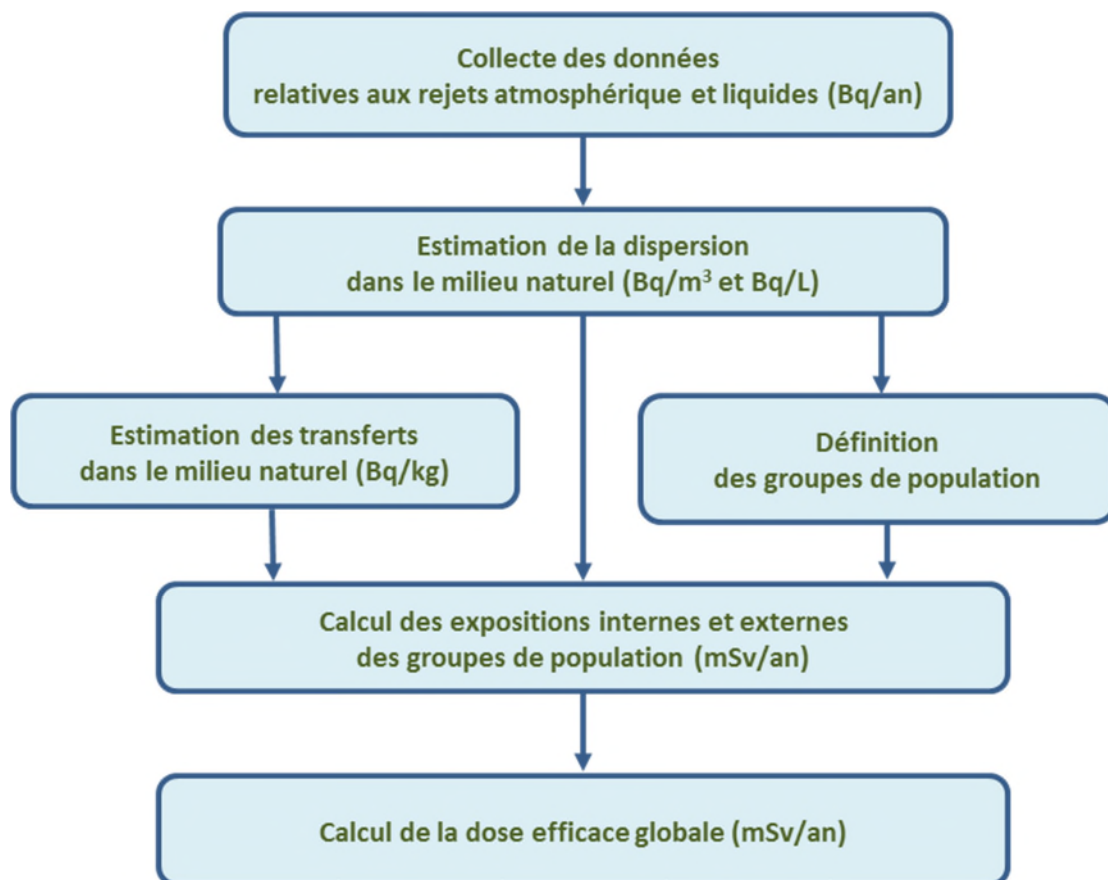 Collecte des données
relatives aux rejets atmosphérique et liquides (Bq/an)
Estimation de la dispersion
dans le milieu naturel (Bq/m³ et Bq/L)
Estimation des transferts
dans le milieu naturel (Bq/kg)
Définition
des groupes de population
Calcul des expositions internes et externes
des groupes de population (mSv/an)
Calcul de la dose efficace globale (mSv/an)